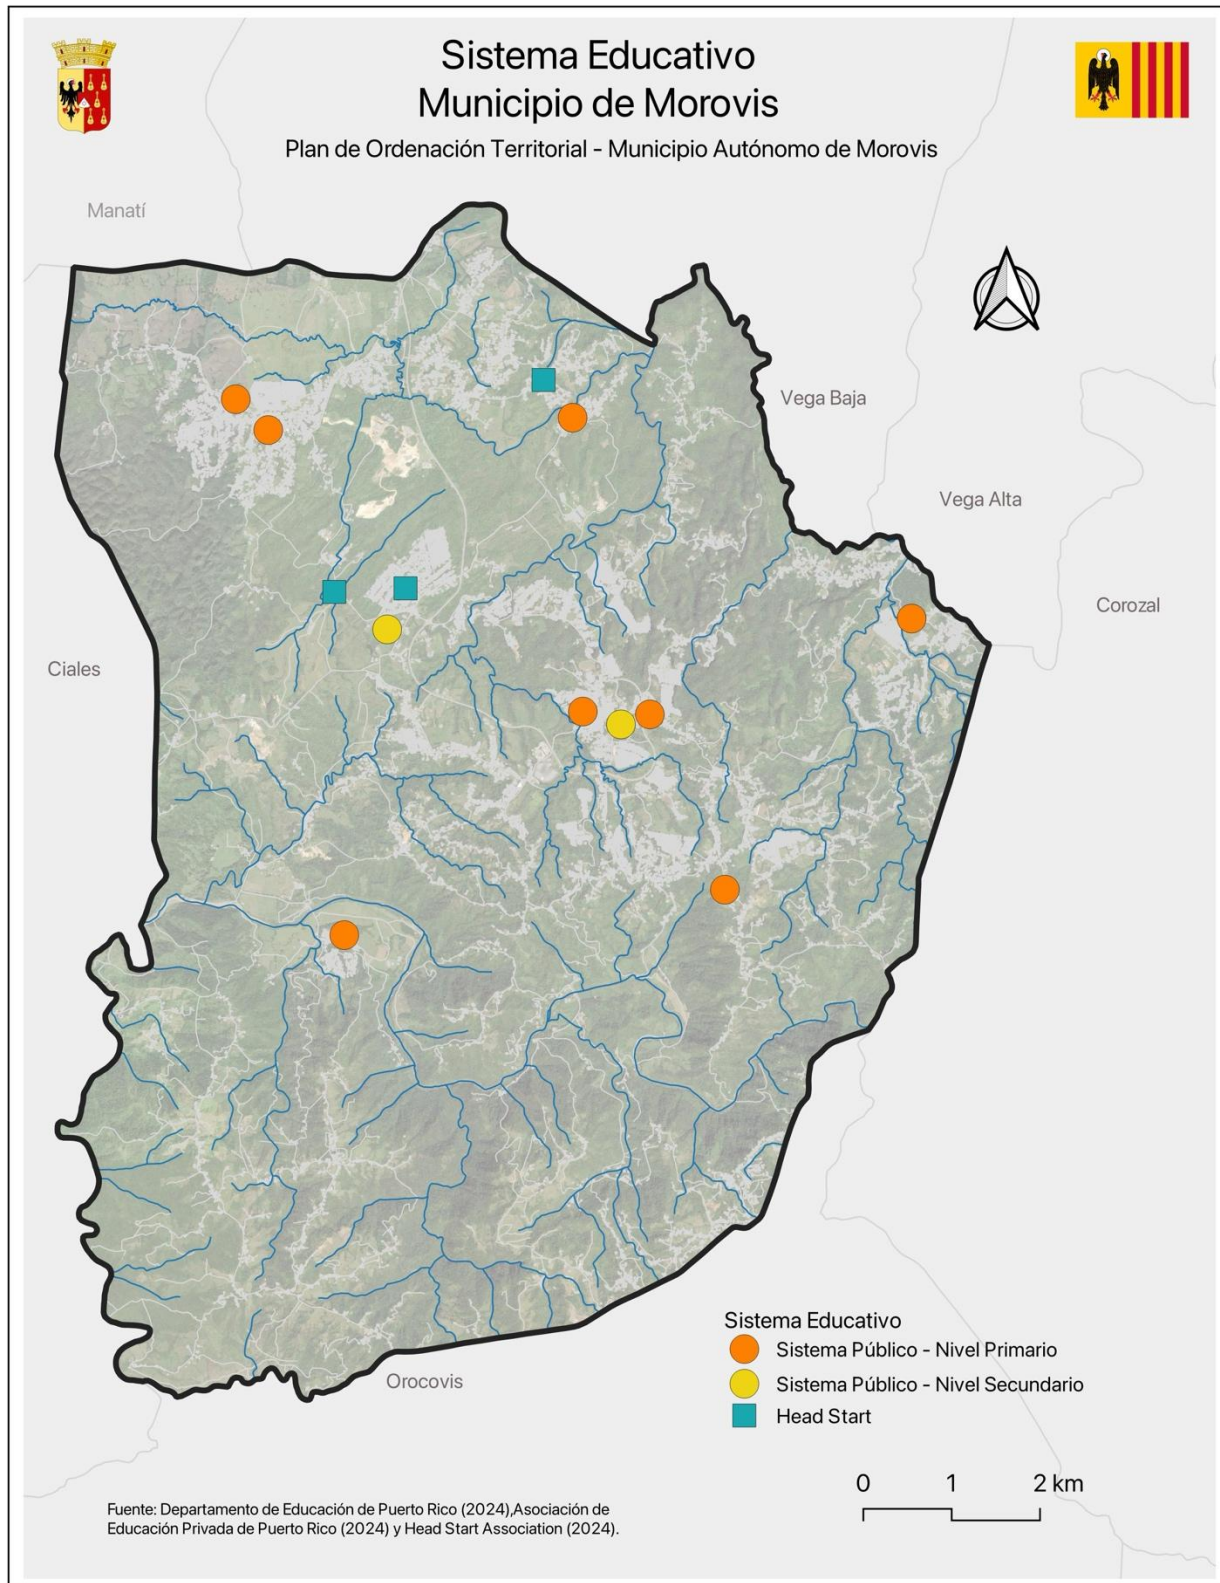 Sistema Educativo
Municipio de Morovis
Plan de Ordenación Territorial - Municipio Autónomo de Morovis
Manatí
Vega Baja
Vega Alta
Corozal
Ciales
Orocovis
Sistema Educativo
Sistema Público - Nivel Primario
Sistema Público - Nivel Secundario
Head Start
0 1 2 km
Fuente: Departamento de Educación de Puerto Rico (2024),Asociación de
Educación Privada de Puerto Rico (2024) y Head Start Association (2024).